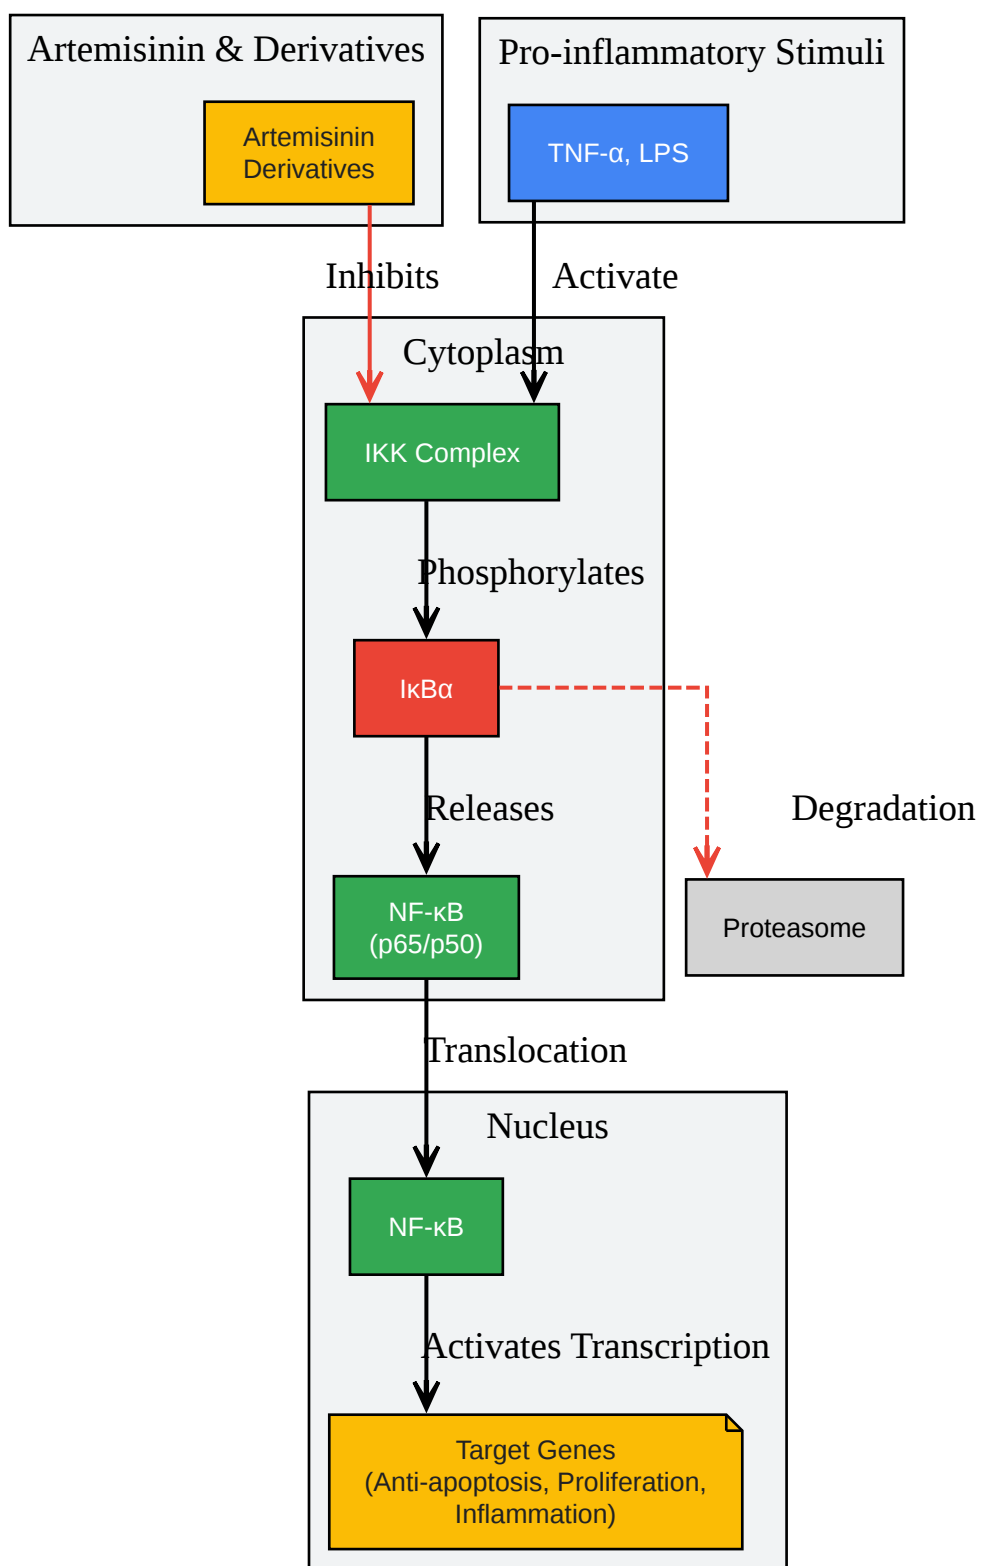 Artemisinin & Derivatives
Pro-inflammatory Stimuli
Artemisinin
Derivatives
TNF-α, LPS
Inhibits
Activate
Cytoplasm
IKK Complex
Phosphorylates
IκBα
Releases
Degradation
NF-κB
(p65/p50)
Proteasome
Translocation
Nucleus
NF-κB
Activates Transcription
Target Genes
(Anti-apoptosis, Proliferation,
Inflammation)